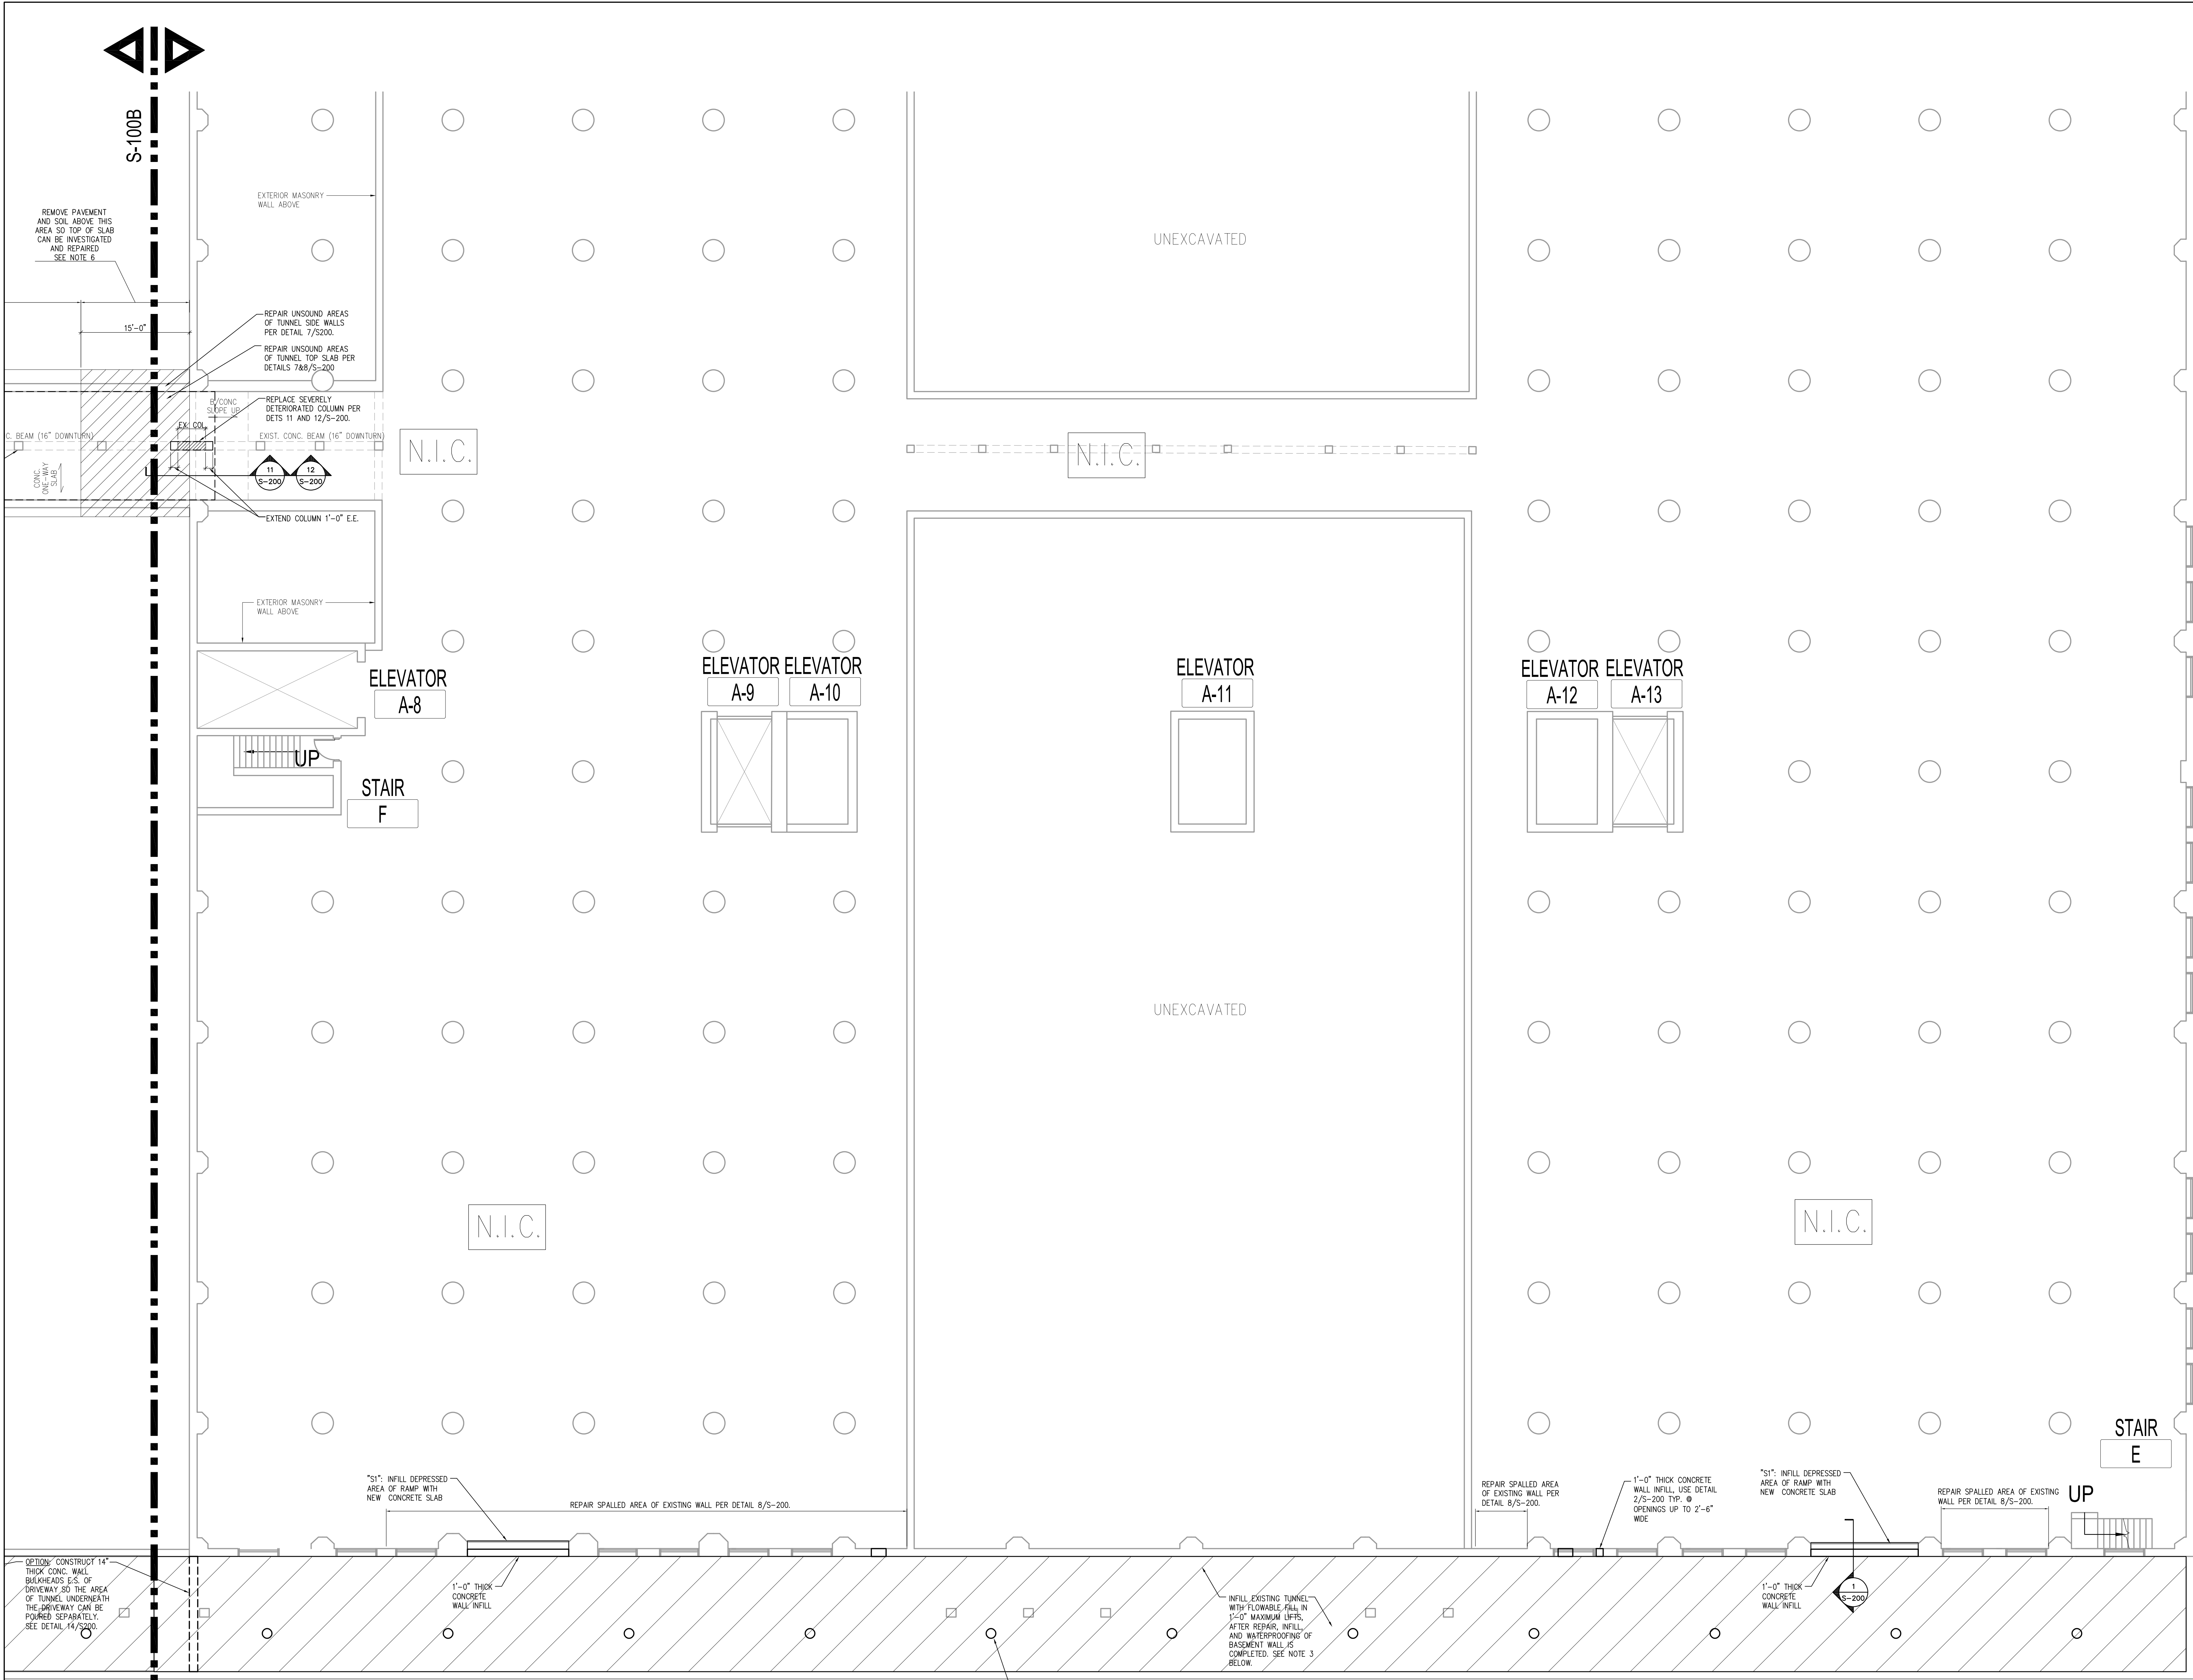 S-100B
EXTERIOR MASONRY
WALL ABOVE
REMOVE PAVEMENT
AND SOIL ABOVE THIS
AREA SO TOP OF SLAB
CAN BE INVESTIGATED
AND REPAIRED
SEE NOTE 6
UNEXCAVATED
15'-0"
REPAIR UNSOUND AREAS
OF TUNNEL SIDE WALLS
PER DETAIL 7/S200.
REPAIR UNSOUND AREAS
OF TUNNEL TOP SLAB PER
DETAILS 7&8/S-200
B/CONC
SLOPE UP
REPLACE SEVERELY
DETERIORATED COLUMN PER
DETS 11 AND 12/S-200.
EX. COL.
C. BEAM (16" DOWNTURN)
EXIST. CONC. BEAM (16" DOWNTURN)
N.I.C.
N.I.C.
CONC.
ONE-WAY
SLAB
11
S-200
12
S-200
EXTEND COLUMN 1'-0" E.E.
EXTERIOR MASONRY
WALL ABOVE
ELEVATOR
A-8
ELEVATOR
A-9
ELEVATOR
A-10
ELEVATOR
A-11
ELEVATOR
A-12
ELEVATOR
A-13
UP
STAIR
F
UNEXCAVATED
N.I.C.
N.I.C.
STAIR
E
"S1": INFILL DEPRESSED
AREA OF RAMP WITH
NEW CONCRETE SLAB
REPAIR SPALLED AREA OF EXISTING WALL PER DETAIL 8/S-200.
REPAIR SPALLED AREA
OF EXISTING WALL PER
DETAIL 8/S-200.
1'-0" THICK CONCRETE
WALL INFILL, USE DETAIL
2/S-200 TYP. @
OPENINGS UP TO 2'-6"
WIDE
"S1": INFILL DEPRESSED
AREA OF RAMP WITH
NEW CONCRETE SLAB
REPAIR SPALLED AREA OF EXISTING
WALL PER DETAIL 8/S-200.
UP
OPTION: CONSTRUCT 14"
THICK CONC. WALL
BULKHEADS E.S. OF
DRIVEWAY SO THE AREA
OF TUNNEL UNDERNEATH
THE DRIVEWAY CAN BE
POURED SEPARATELY.
SEE DETAIL 14/S200.
1'-0" THICK
CONCRETE
WALL INFILL
INFILL EXISTING TUNNEL
WITH FLOWABLE FILL IN
1'-0" MAXIMUM LIFTS,
AFTER REPAIR, INFILL,
AND WATERPROOFING OF
BASEMENT WALL IS
COMPLETED. SEE NOTE 3
BELOW.
1'-0" THICK
CONCRETE
WALL INFILL
1
S-200